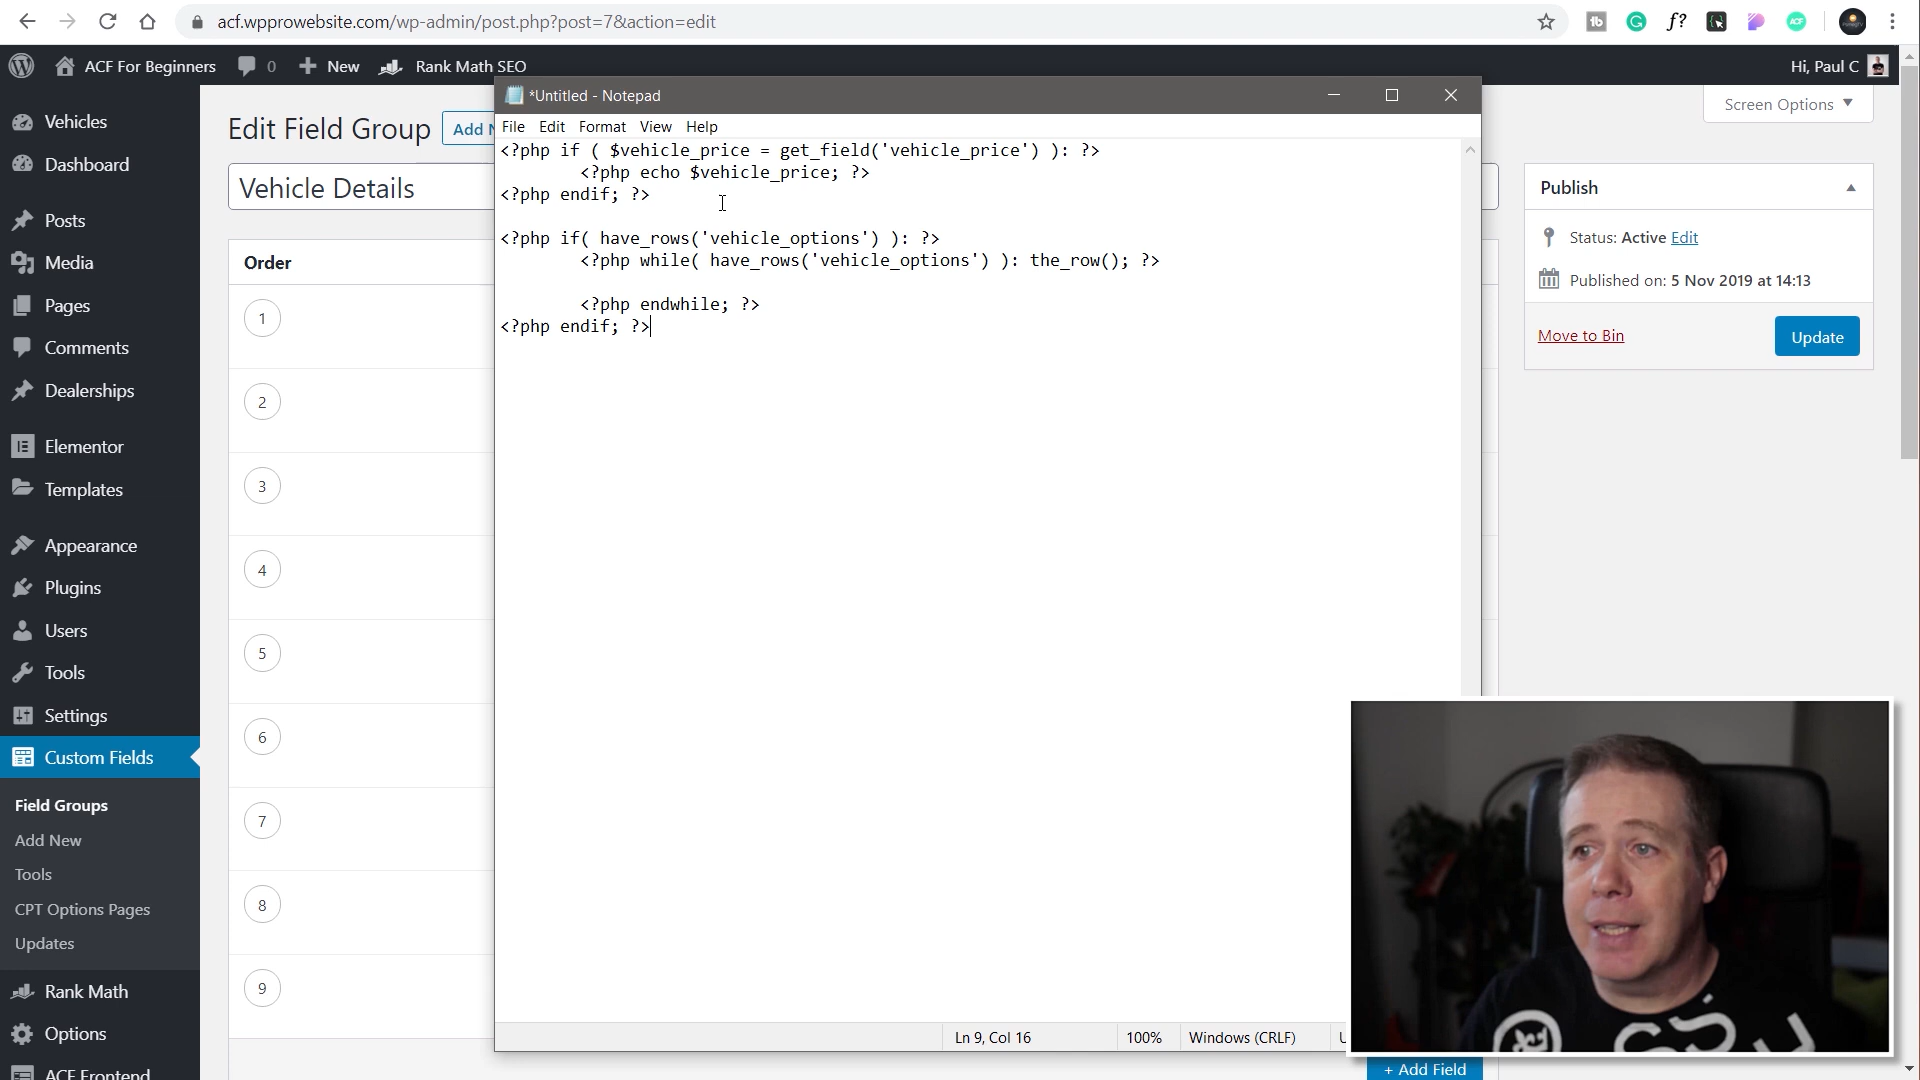 acf.wpprowebsite.com/wp-admin/post.php?post=7&action=edit
ACF For Beginners
0
New
Rank Math SEO
Hi, Paul C
Screen Options
Vehicles
Dashboard
Posts
Media
Pages
Comments
Dealerships
Elementor
Templates
Appearance
Plugins
Users
Tools
Settings
Custom Fields
Field Groups
Add New
Tools
CPT Options Pages
Updates
Rank Math
Options
ACF Frontend
Edit Field Group
Add N
Vehicle Details
Order
1
2
3
4
5
6
7
8
9
*Untitled - Notepad
File Edit Format View Help
<?php if ( $vehicle_price = get_field('vehicle_price') ): ?>
<?php echo $vehicle_price; ?>
<?php endif; ?>
<?php if( have_rows('vehicle_options') ): ?>
<?php while( have_rows('vehicle_options') ): the_row(); ?>
<?php endwhile; ?>
<?php endif; ?>
Ln 9, Col 16
100%
Windows (CRLF)
U
Publish
Status: Active Edit
Published on: 5 Nov 2019 at 14:13
Move to Bin
Update
+ Add Field